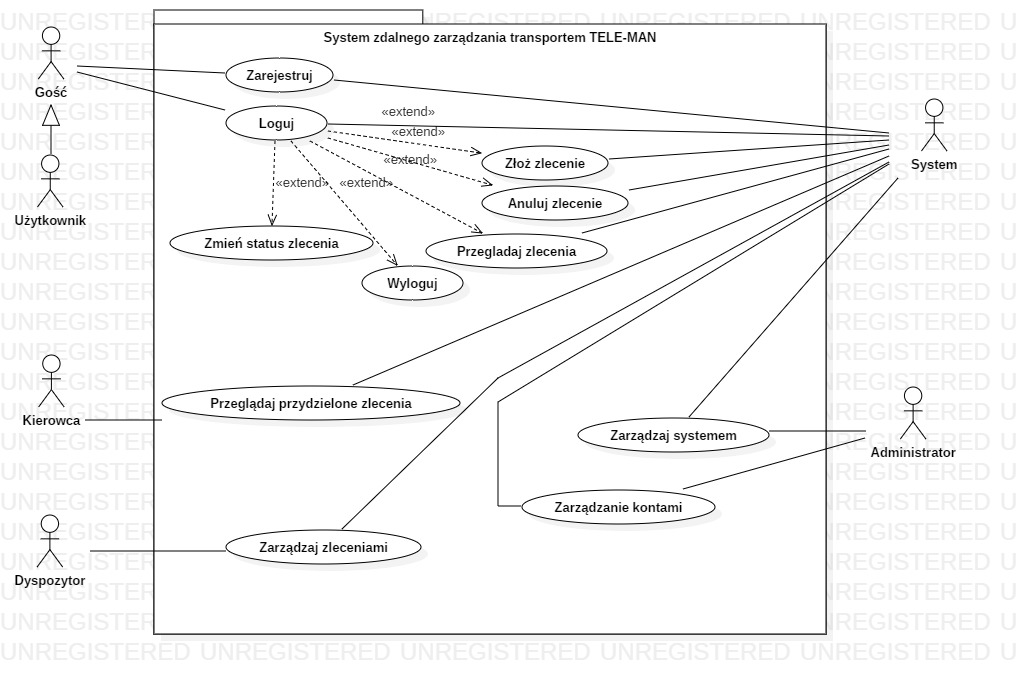 System zdalnego zarządzania transportem TELE-MAN
Gość
Zarejestruj
Loguj
«extend»
«extend»
«extend»
«extend»
«extend»
Złóż zlecenie
Anuluj zlecenie
Przegladaj zlecenia
Zmień status zlecenia
Wyloguj
Użytkownik
System
Kierowca
Przeglądaj przydzielone zlecenia
Zarządzaj systemem
Administrator
Zarządzanie kontami
Zarządzaj zleceniami
Dyspozytor
UNREGISTERED UNREGISTERED UNREGISTERED UNREGISTERED UNREGISTERED U